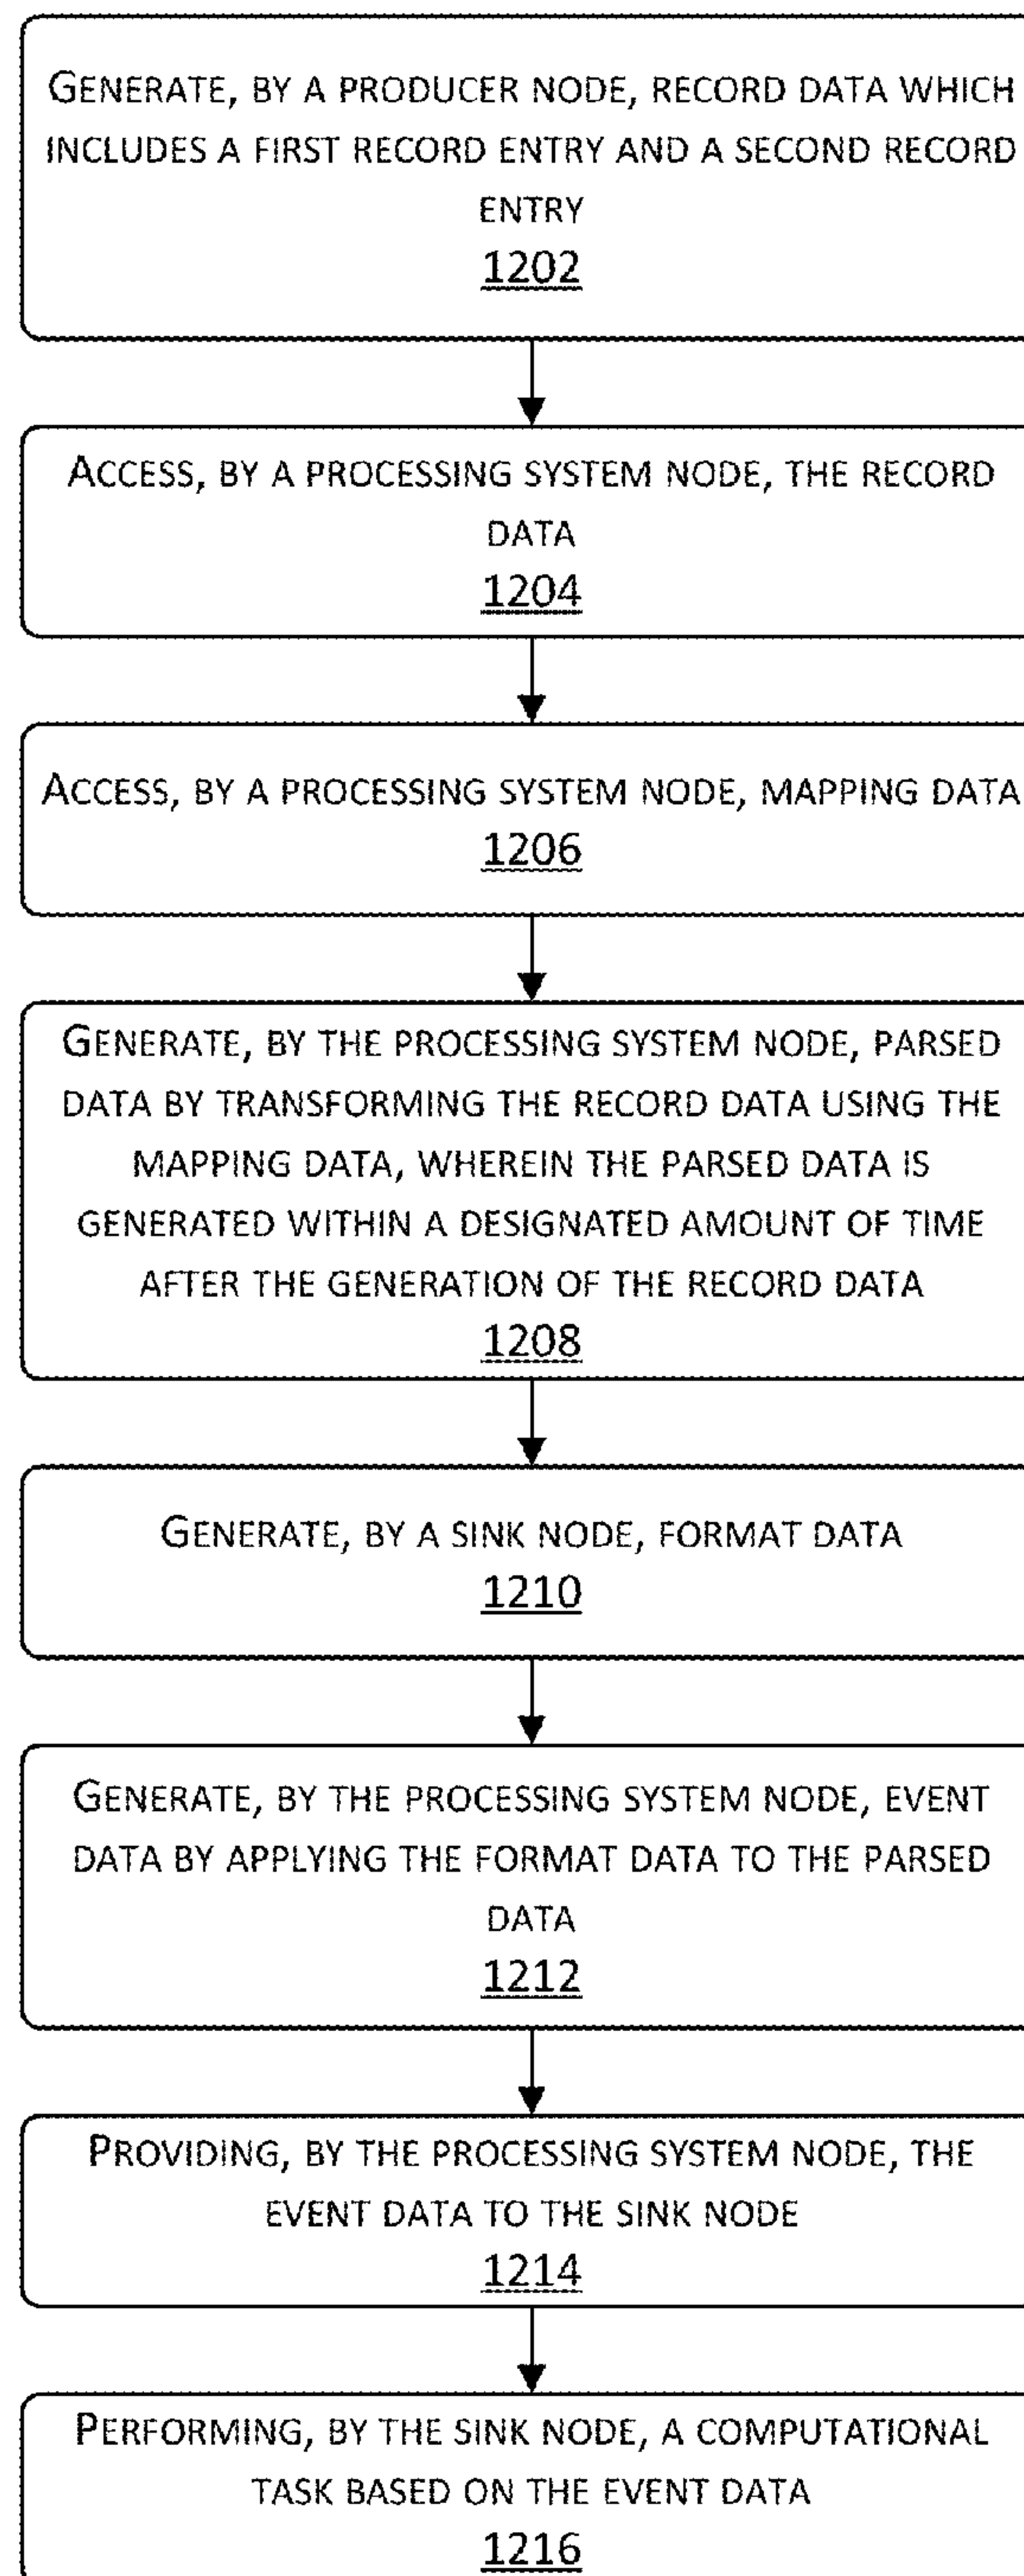 GENERATE, BY A PRODUCER NODE, RECORD DATA WHICH
INCLUDES A FIRST RECORD ENTRY AND A SECOND RECORD
ENTRY
1202
ACCESS, BY A PROCESSING SYSTEM NODE, THE RECORD
DATA
1204
ACCESS, BY A PROCESSING SYSTEM NODE, MAPPING DATA
1206
GENERATE, BY THE PROCESSING SYSTEM NODE, PARSED
DATA BY TRANSFORMING THE RECORD DATA USING THE
MAPPING DATA, WHEREIN THE PARSED DATA IS
GENERATED WITHIN A DESIGNATED AMOUNT OF TIME
AFTER THE GENERATION OF THE RECORD DATA
1208
GENERATE, BY A SINK NODE, FORMAT DATA
1210
GENERATE, BY THE PROCESSING SYSTEM NODE, EVENT
DATA BY APPLYING THE FORMAT DATA TO THE PARSED
DATA
1212
PROVIDING, BY THE PROCESSING SYSTEM NODE, THE
EVENT DATA TO THE SINK NODE
1214
PERFORMING, BY THE SINK NODE, A COMPUTATIONAL
TASK BASED ON THE EVENT DATA
1216